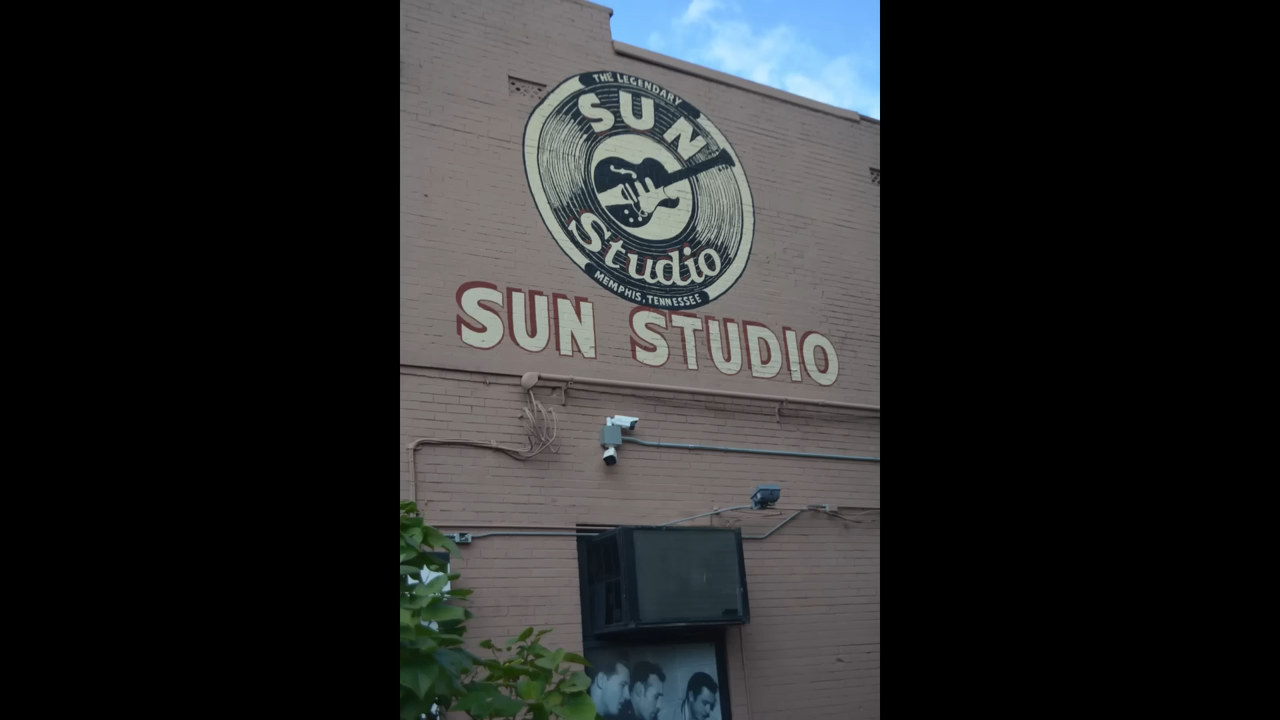 THE LEGENDARY
SUN
Studio
MEMPHIS, TENNESSEE
SUN STUDIO